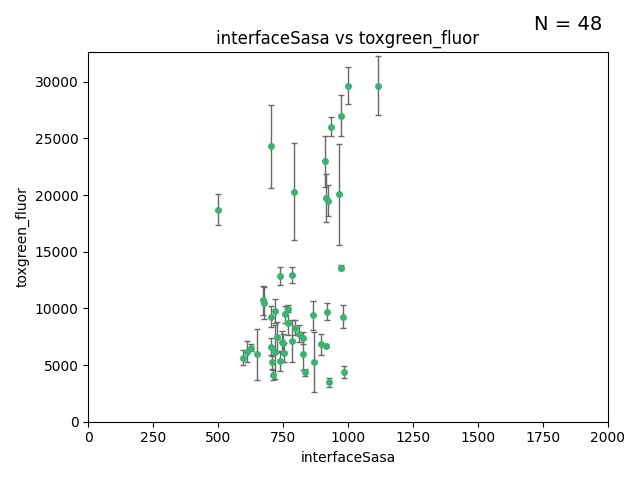 N = 48
interfaceSasa vs toxgreen_fluor
30000
25000
20000
15000
10000
5000
0
toxgreen_fluor
0 250 500 750 1000 1250 1500 1750 2000
interfaceSasa